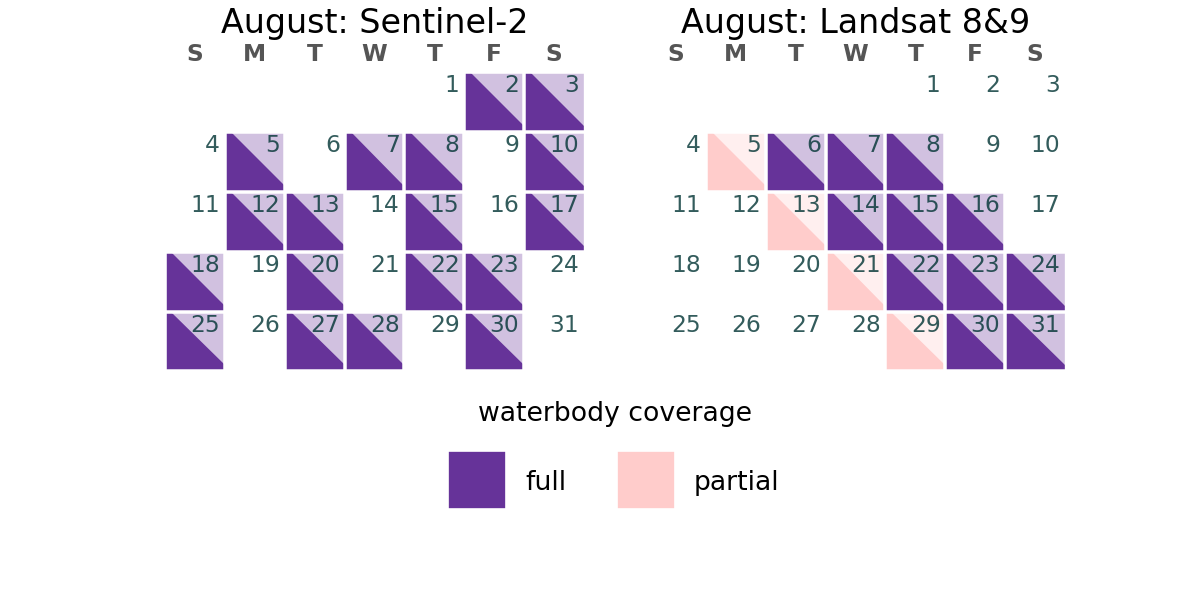 August: Sentinel-2
S M T W T F S
1 2 3
4 5 6 7 8 9 10
11 12 13 14 15 16 17
18 19 20 21 22 23 24
25 26 27 28 29 30 31
August: Landsat 8&9
S M T W T F S
1 2 3
4 5 6 7 8 9 10
11 12 13 14 15 16 17
18 19 20 21 22 23 24
25 26 27 28 29 30 31
waterbody coverage
full partial